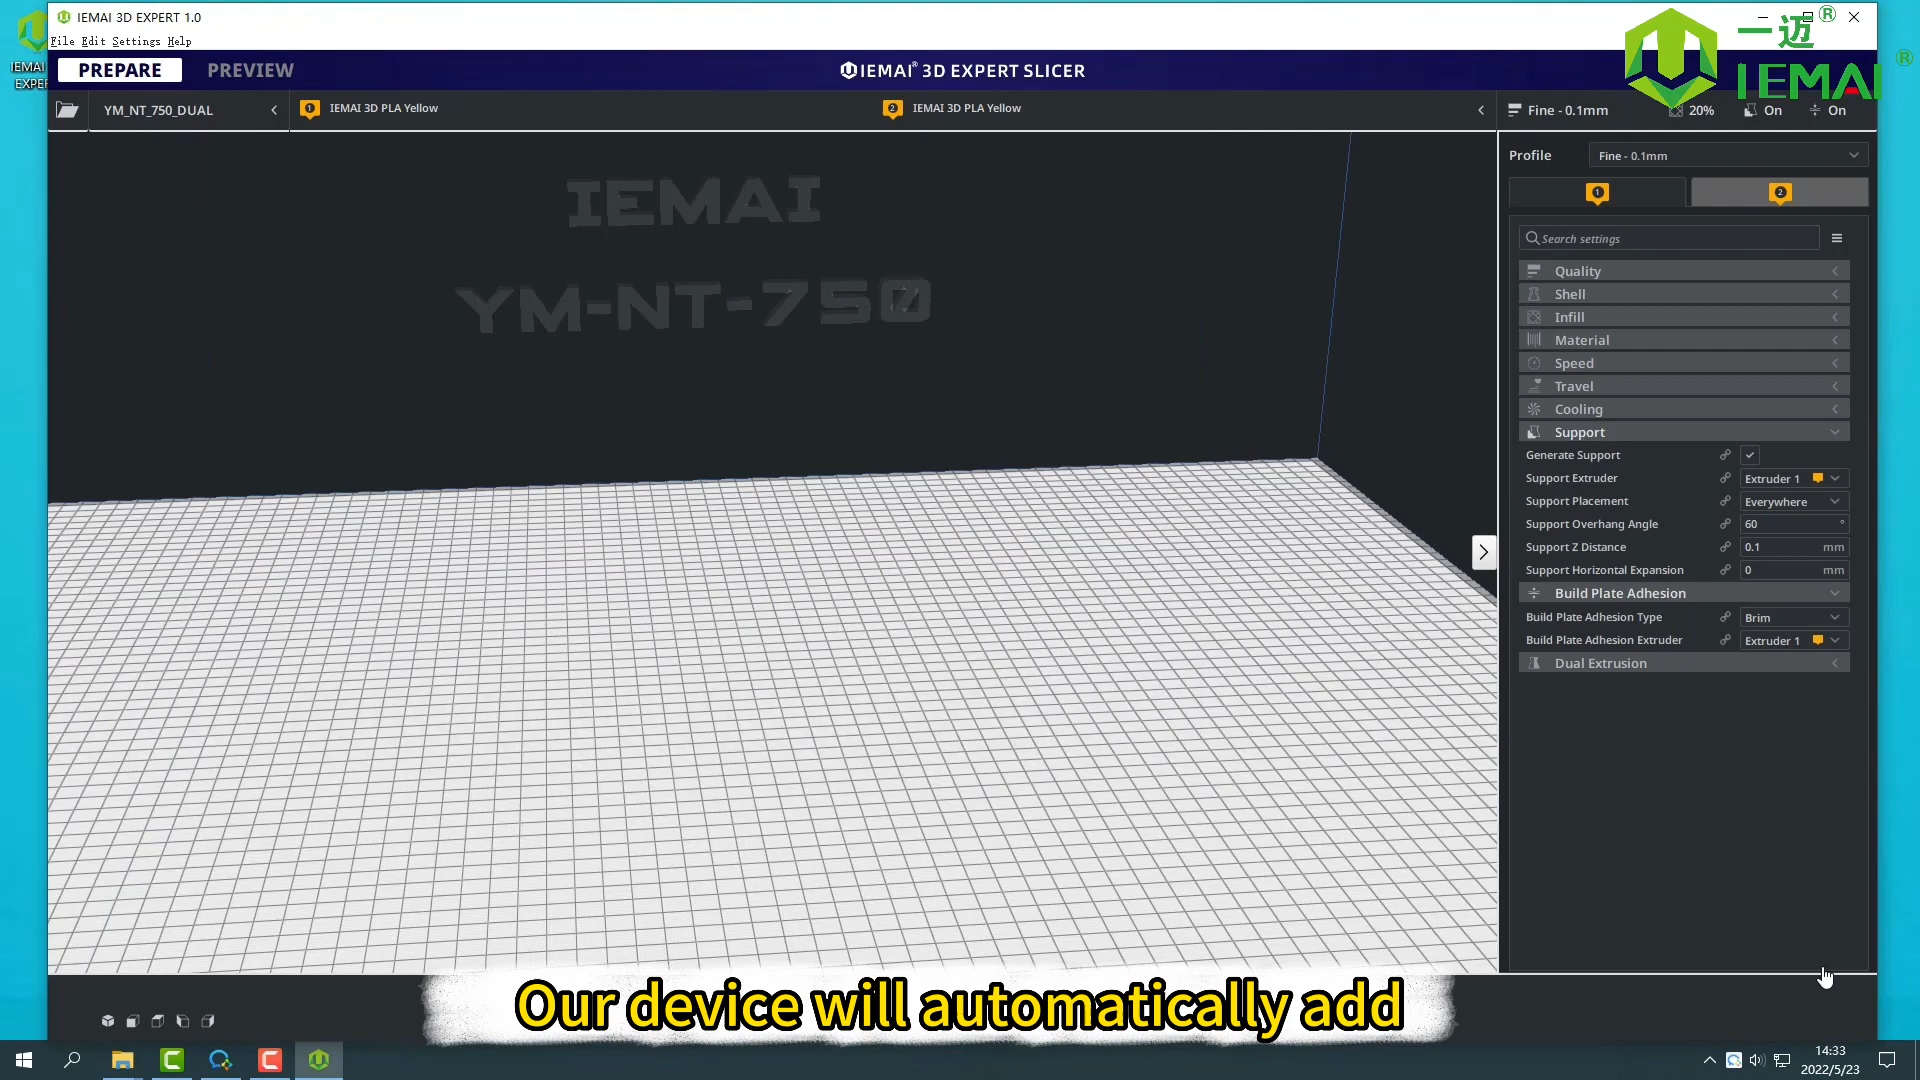 IEMAI 3D EXPERT 1.0
File Edit Settings Help
IEMAI
EXPER
PREPARE
PREVIEW
IEMAI® 3D EXPERT SLICER
一迈®
IEMAI®
YM_NT_750_DUAL
1
IEMAI 3D PLA Yellow
2
IEMAI 3D PLA Yellow
Fine - 0.1mm
20%
On
On
Profile
Fine - 0.1mm
1
2
Search settings
IEMAI
YM-NT-750
Quality
Shell
Infill
Material
Speed
Travel
Cooling
Support
Generate Support
Support Extruder
Extruder 1
Support Placement
Everywhere
Support Overhang Angle
60 °
Support Z Distance
0.1 mm
Support Horizontal Expansion
0 mm
Build Plate Adhesion
Build Plate Adhesion Type
Brim
Build Plate Adhesion Extruder
Extruder 1
Dual Extrusion
Our device will automatically add
14:33
2022/5/23